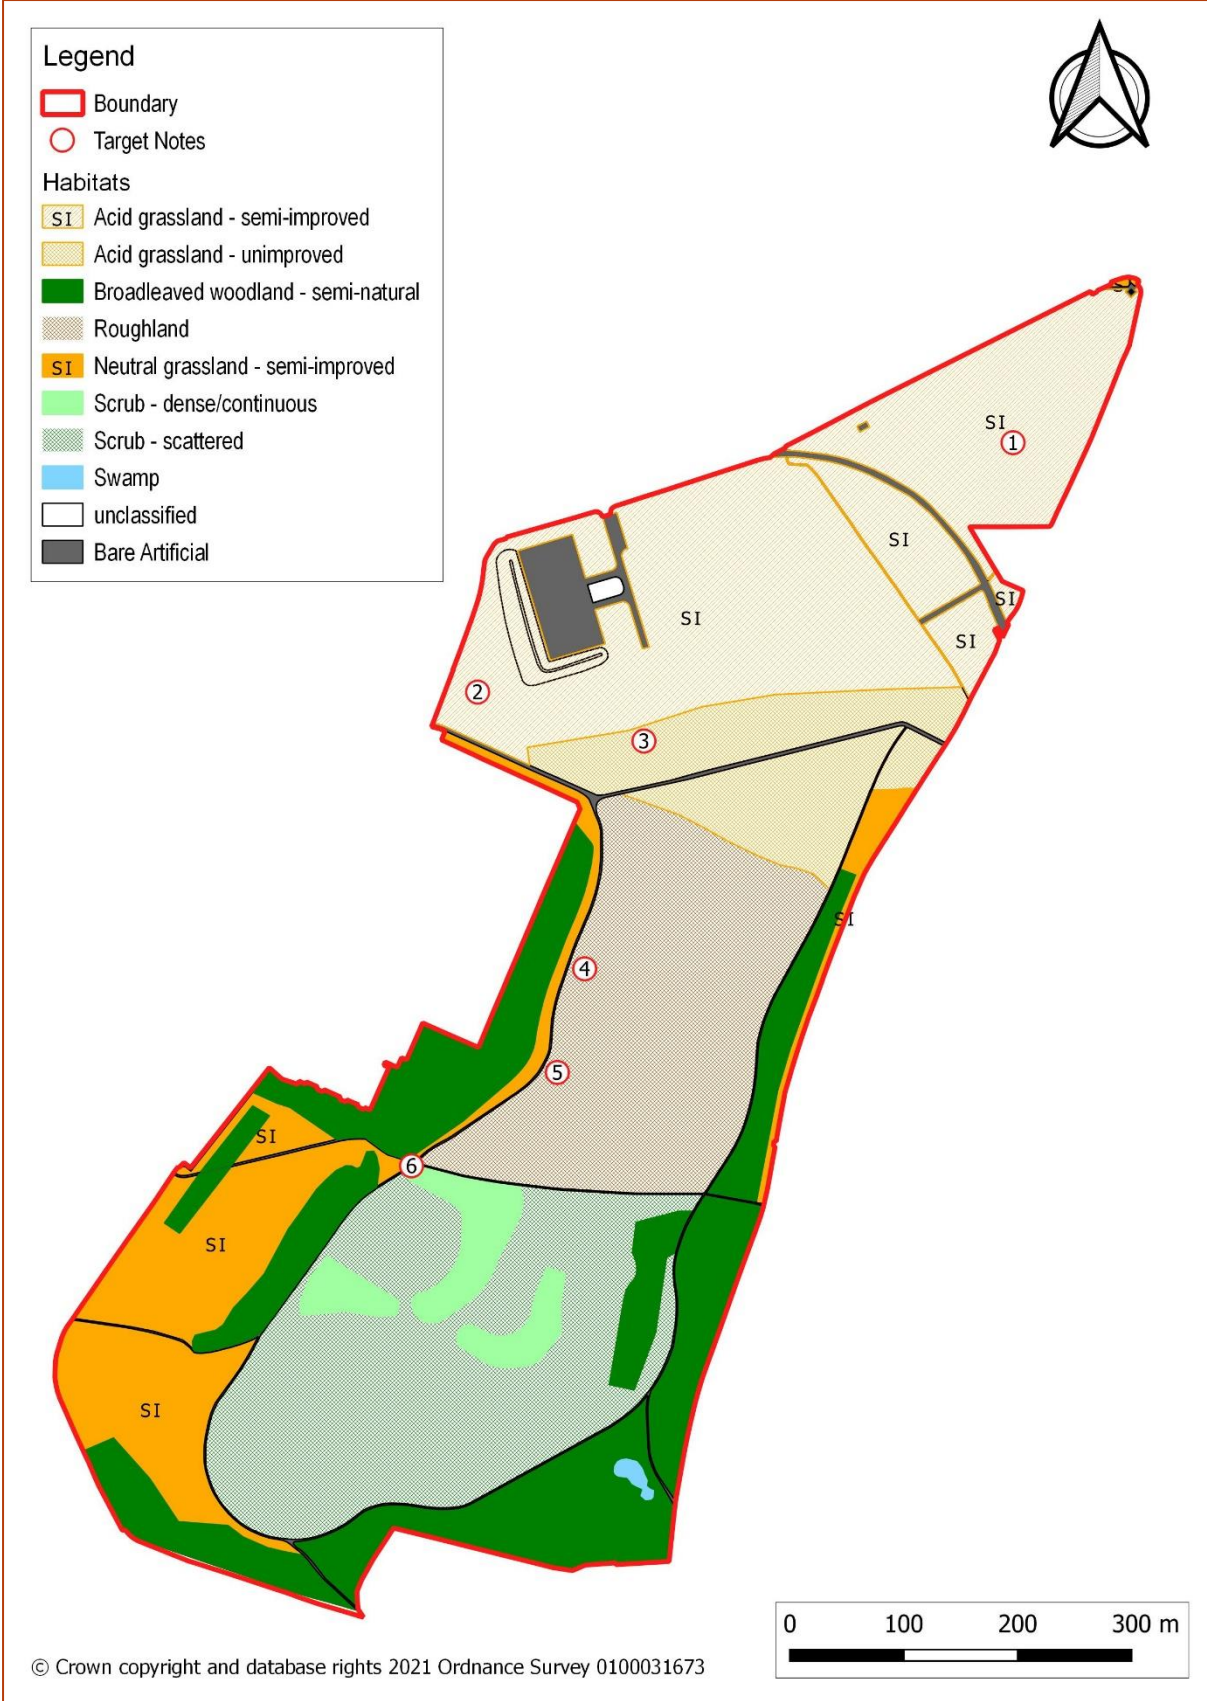 Legend
Boundary
Target Notes
Habitats
SI Acid grassland - semi-improved
Acid grassland - unimproved
Broadleaved woodland - semi-natural
Roughland
SI Neutral grassland - semi-improved
Scrub - dense/continuous
Scrub - scattered
Swamp
unclassified
Bare Artificial
SI
SI
1
SI
SI
SI
SI
2
3
SI
4
5
SI
6
SI
SI
0 100 200 300 m
© Crown copyright and database rights 2021 Ordnance Survey 0100031673